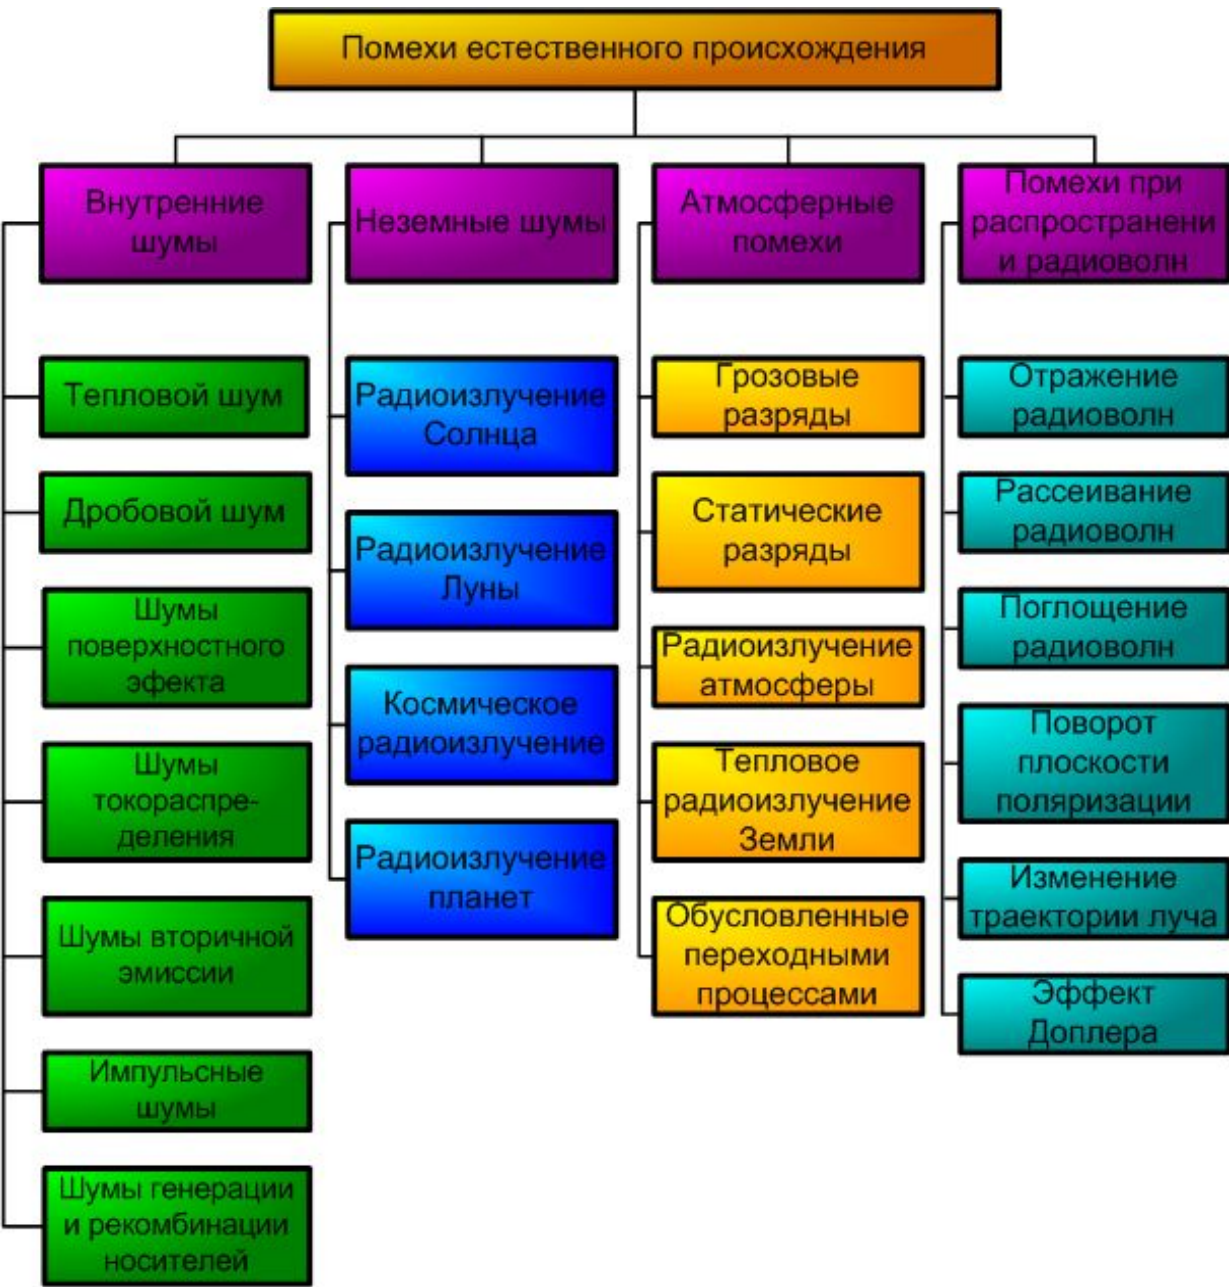 Помехи естественного происхождения
Внутренние
шумы
Тепловой шум
Дробовой шум
Шумы
поверхностного
эфекта
Шумы
токораспре-
деления
Шумы вторичной
эмиссии
Импульсные
шумы
Шумы генерации
и рекомбинации
носителей
Неземные шумы
Радиоизлучение
Солнца
Радиоизлучение
Луны
Космическое
радиоизлучение
Радиоизлучение
планет
Атмосферные
помехи
Грозовые
разряды
Статические
разряды
Радиоизлучение
атмосферы
Тепловое
радиоизлучение
Земли
Обусловленные
переходными
процессами
Помехи при
распространени
и радиоволн
Отражение
радиоволн
Рассеивание
радиоволн
Поглощение
радиоволн
Поворот
плоскости
поляризации
Изменение
траектории луча
Эффект
Доплера